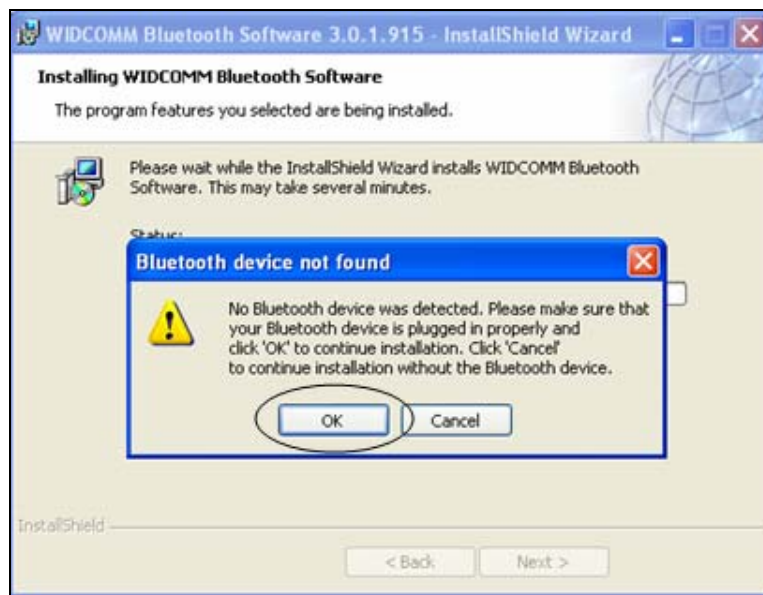 WIDCOMM Bluetooth Software 3.0.1.915 - InstallShield Wizard
Installing WIDCOMM Bluetooth Software
The program features you selected are being installed.
Please wait while the InstallShield Wizard installs WIDCOMM Bluetooth
Software. This may take several minutes.
Status:
Bluetooth device not found
No Bluetooth device was detected. Please make sure that
your Bluetooth device is plugged in properly and
click 'OK' to continue installation. Click 'Cancel'
to continue installation without the Bluetooth device.
OK Cancel
InstallShield
< Back Next >